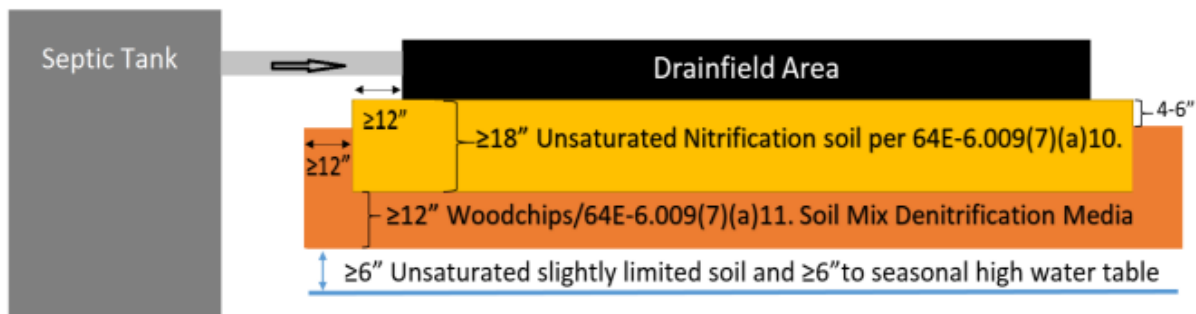 Septic Tank
Drainfield Area
4-6”
≥12”
≥18” Unsaturated Nitrification soil per 64E-6.009(7)(a)10.
≥12”
≥12” Woodchips/64E-6.009(7)(a)11. Soil Mix Denitrification Media
≥6” Unsaturated slightly limited soil and ≥6”to seasonal high water table